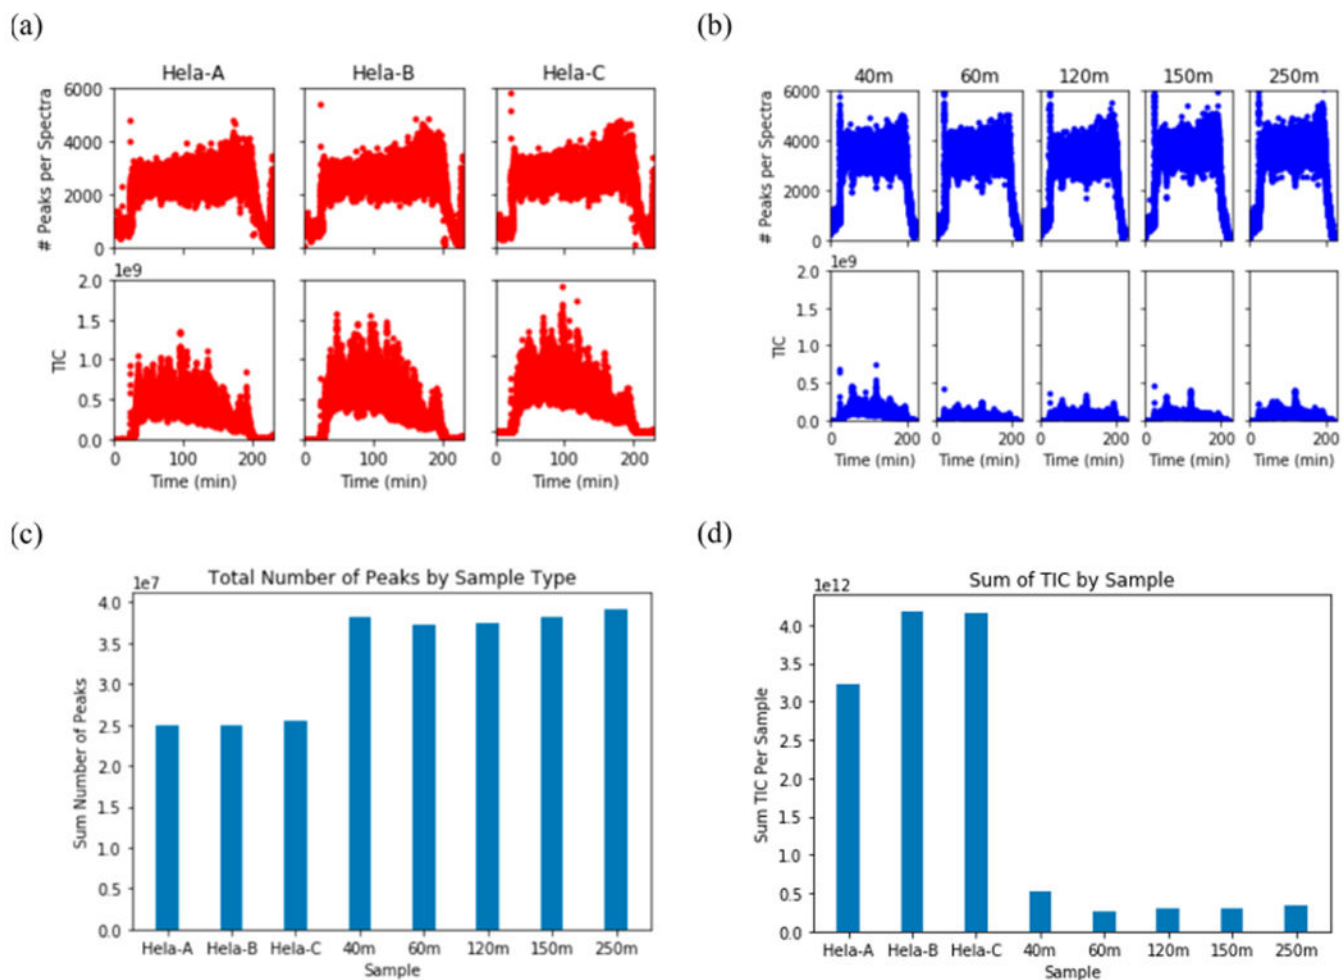 (a)
(b)
Hela-A Hela-B Hela-C
# Peaks per Spectra
6000
4000
2000
0
1e9
TIC
2.0
1.5
1.0
0.5
0.0
0 100 200 0 100 200 0 100 200
Time (min) Time (min) Time (min)
40m 60m 120m 150m 250m
# Peaks per Spectra
6000
4000
2000
0
1e9
TIC
2.0
1.5
1.0
0.5
0.0
0 200 0 200 0 200 0 200 0 200
Time (min) Time (min) Time (min) Time (min) Time (min)
(c)
(d)
1e7
Total Number of Peaks by Sample Type
Sum Number of Peaks
4.0
3.5
3.0
2.5
2.0
1.5
1.0
0.5
0.0
Hela-A Hela-B Hela-C 40m 60m 120m 150m 250m
Sample
1e12
Sum of TIC by Sample
Sum TIC Per Sample
4.0
3.5
3.0
2.5
2.0
1.5
1.0
0.5
0.0
Hela-A Hela-B Hela-C 40m 60m 120m 150m 250m
Sample